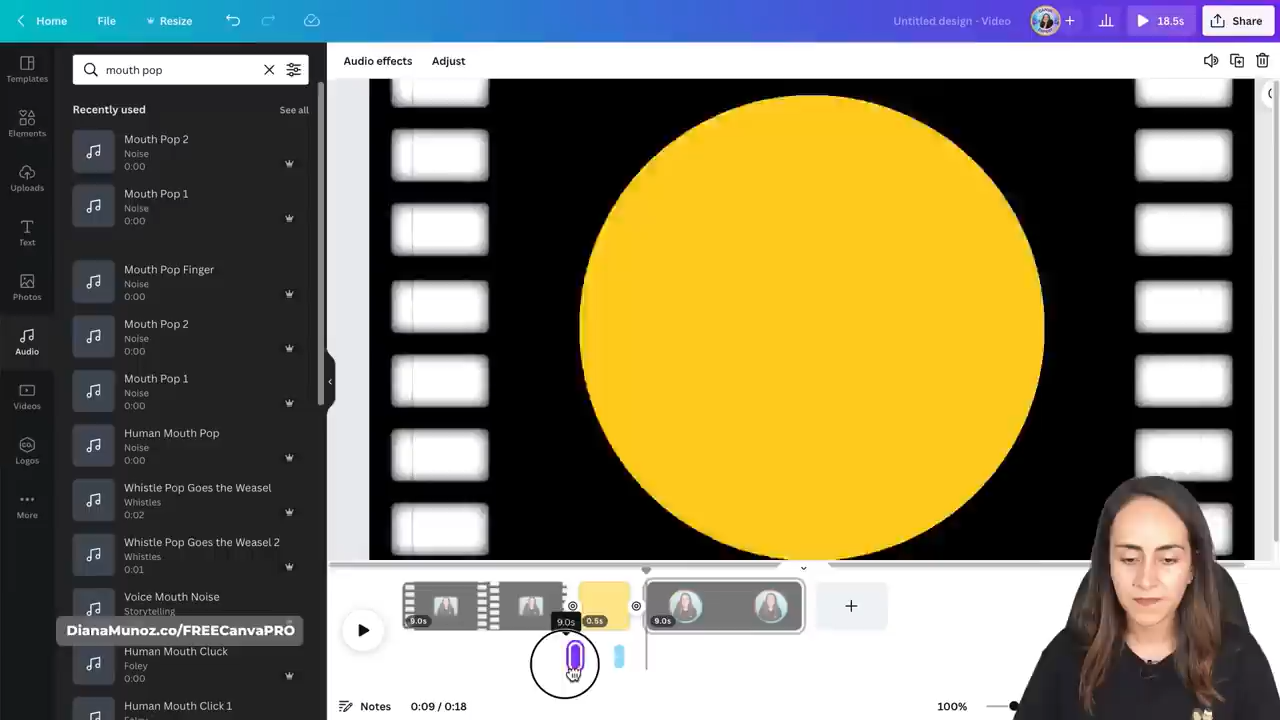 Home
File
Resize
Untitled design - Video
+
18.5s
Share
Templates
Elements
Uploads
Text
Photos
Audio
Videos
CO.
Logos
More
mouth pop
Recently used
See all
Mouth Pop 2
Noise
0:00
Mouth Pop 1
Noise
0:00
Mouth Pop Finger
Noise
0:00
Mouth Pop 2
Noise
0:00
Mouth Pop 1
Noise
0:00
Human Mouth Pop
Noise
0:00
Whistle Pop Goes the Weasel
Whistles
0:02
Whistle Pop Goes the Weasel 2
Whistles
0:01
Voice Mouth Noise
Storytelling
DianaMunoz.co/FREECanvaPRO
Human Mouth Cluck
Foley
0:00
Human Mouth Click 1
Foley
Audio effects
Adjust
9.0s
9.0s
0.5s
9.0s
Notes
0:09 / 0:18
100%